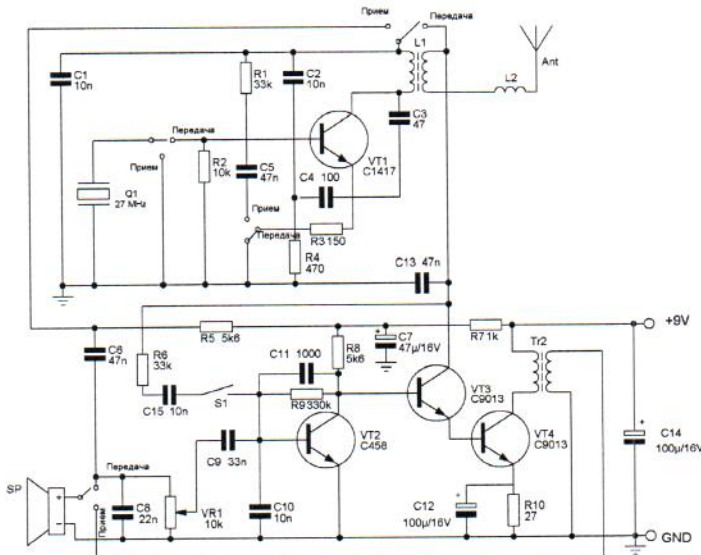 Прием
Передача
L1
Ant
L2
C1
10n
R1
33k
C2
10n
C3
47
Передача
VT1
C1417
R2
10k
C5
47n
C4 100
Прием
Q1
27 MHz
Прием
Передача
R3 150
R4
470
C13 47n
+9V
R5 5k6
C7
47µ/16V
R7 1k
Tr2
C6
47n
R6
33k
C11 1000
R8
5k6
C15 10n
S1
R9 330k
VT3
C9013
VT2
C458
VT4
C9013
C9 33n
C14
100µ/16V
SP
Передача
+
-
Прием
C8
22n
VR1
10k
C10
10n
C12
100µ/16V
R10
27
GND